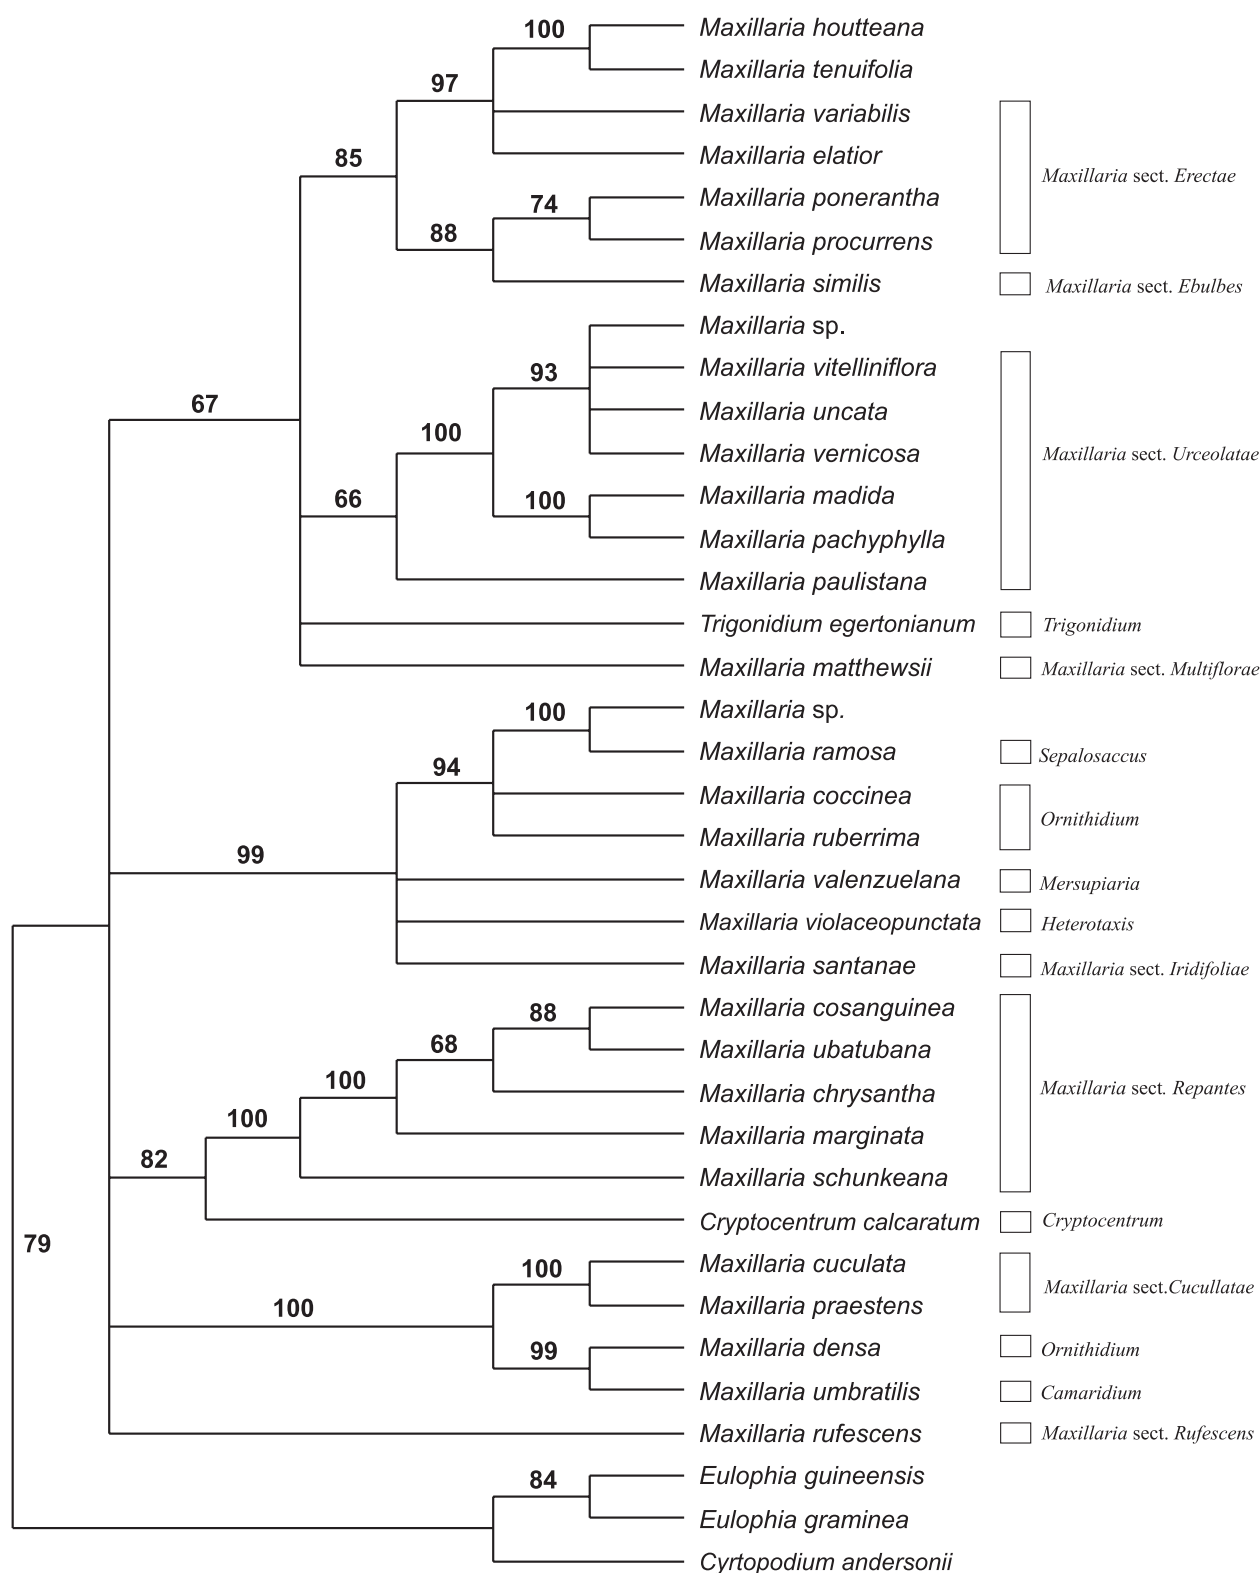 100
Maxillaria houtteana
Maxillaria tenuifolia
97
Maxillaria variabilis
Maxillaria elatior
85
Maxillaria sect. Erectae
Maxillaria ponerantha
74
88
Maxillaria procurrens
Maxillaria similis
Maxillaria sect. Ebulbes
Maxillaria sp.
Maxillaria vitelliniflora
93
67
Maxillaria uncata
100
Maxillaria vernicosa
Maxillaria sect. Urceolatae
66
100
Maxillaria madida
Maxillaria pachyphylla
Maxillaria paulistana
Trigonidium egertonianum
Trigonidium
Maxillaria matthewsii
Maxillaria sect. Multiflorae
100
Maxillaria sp.
Maxillaria ramosa
Sepalosaccus
94
Maxillaria coccinea
Ornithidium
Maxillaria ruberrima
99
Maxillaria valenzuelana
Mersupiaria
Maxillaria violaceopunctata
Heterotaxis
Maxillaria santanae
Maxillaria sect. Iridifoliae
88
Maxillaria cosanguinea
68
Maxillaria ubatubana
100
Maxillaria chrysantha
Maxillaria sect. Repantes
100
Maxillaria marginata
82
Maxillaria schunkeana
Cryptocentrum calcaratum
Cryptocentrum
79
100
Maxillaria cuculata
Maxillaria sect.Cucullatae
100
Maxillaria praestens
99
Maxillaria densa
Ornithidium
Maxillaria umbratilis
Camaridium
Maxillaria rufescens
Maxillaria sect. Rufescens
84
Eulophia guineensis
Eulophia graminea
Cyrtopodium andersonii